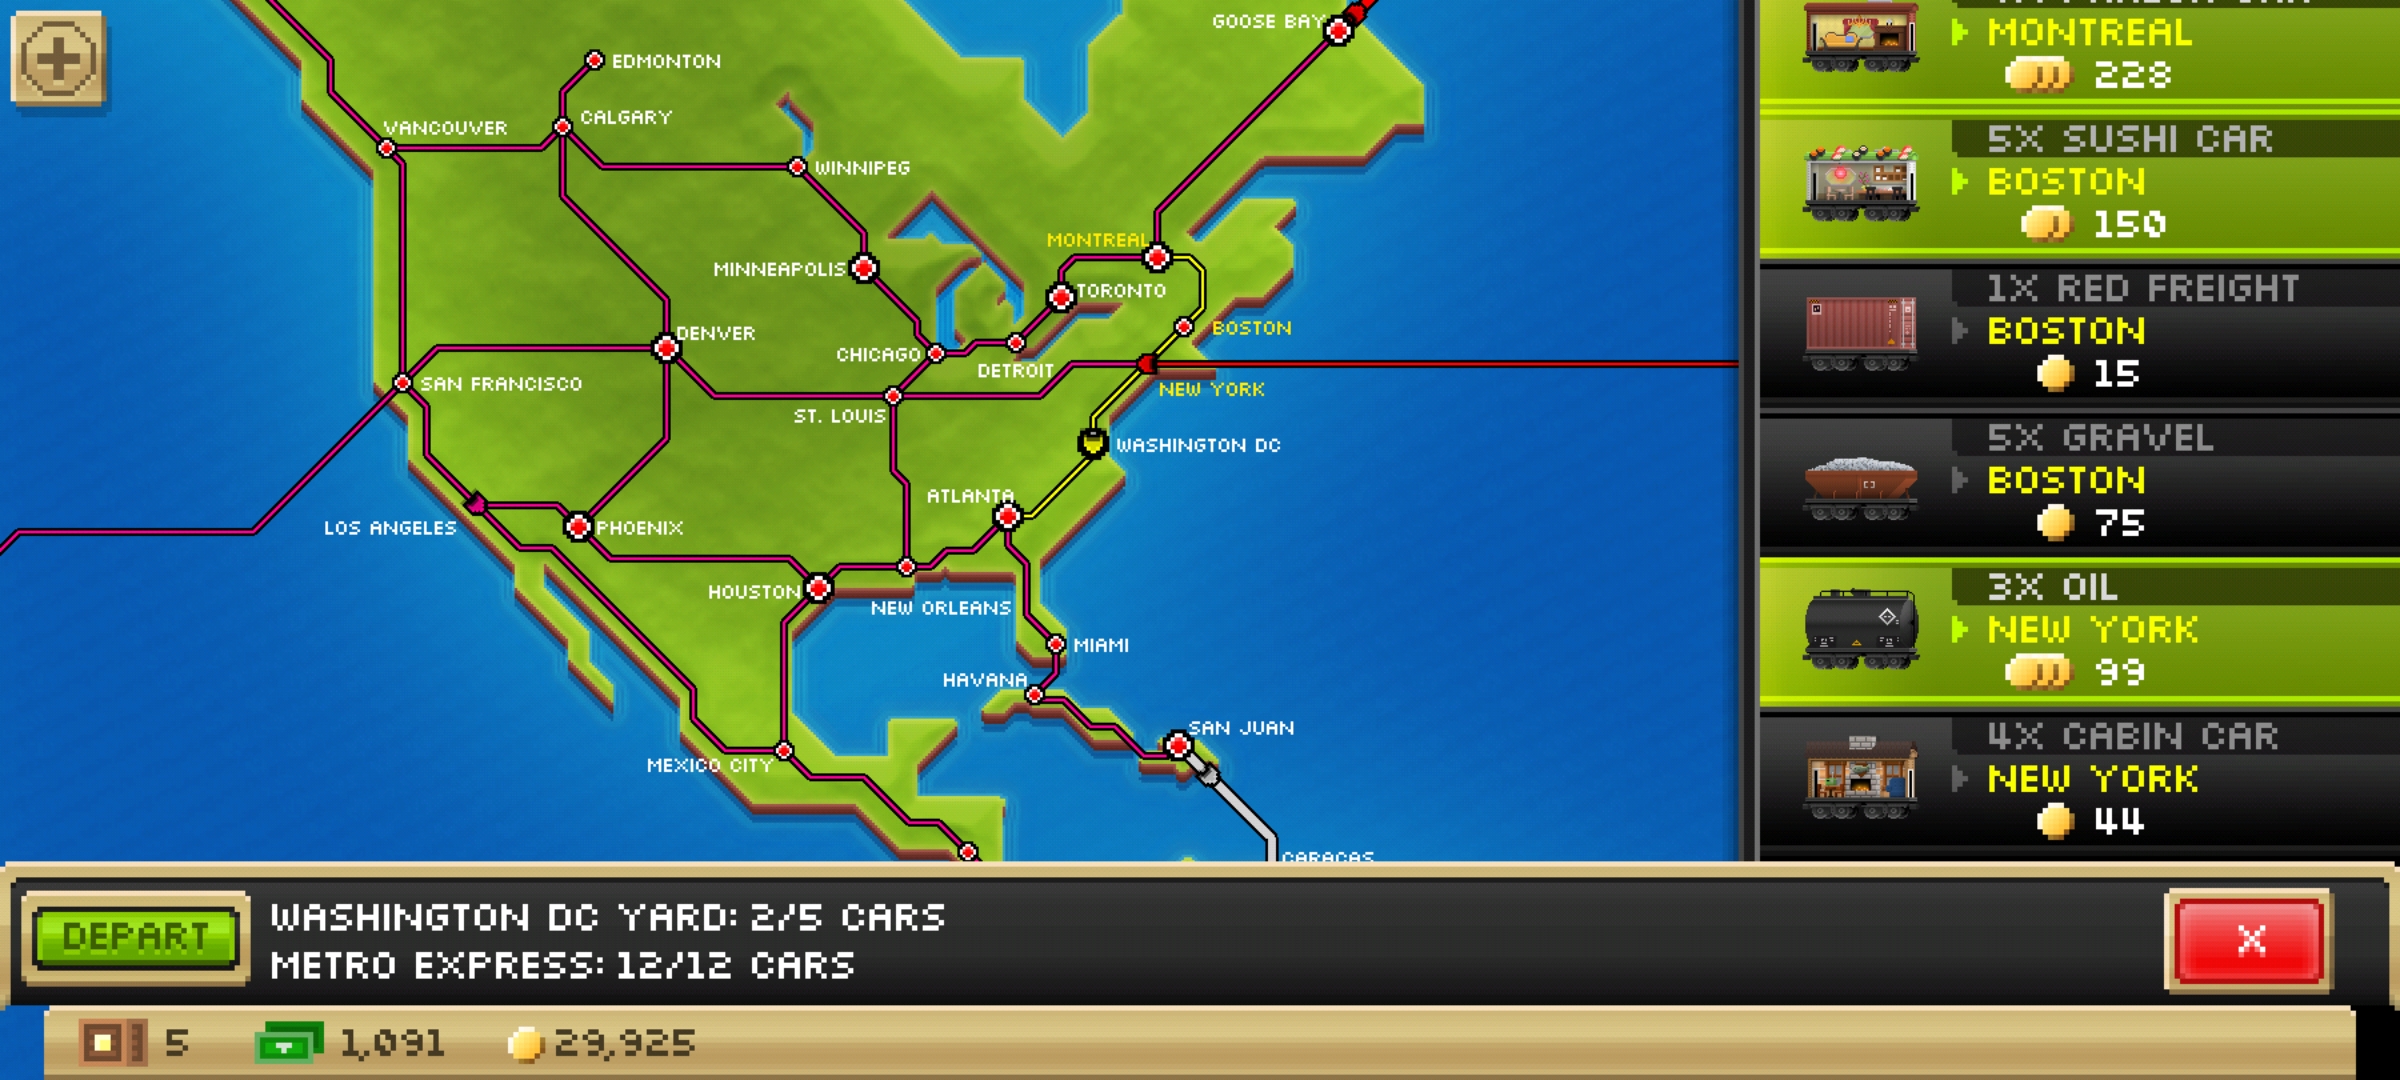 GOOSE BAY
EDMONTON
CALGARY
VANCOUVER
WINNIPEG
MONTREAL
MINNEAPOLIS
TORONTO
BOSTON
DENVER
CHICAGO
DETROIT
SAN FRANCISCO
NEW YORK
ST. LOUIS
WASHINGTON DC
ATLANTA
LOS ANGELES
PHOENIX
HOUSTON
NEW ORLEANS
MIAMI
HAVANA
SAN JUAN
MEXICO CITY
CARACAS
MONTREAL
228
5X SUSHI CAR
BOSTON
150
1X RED FREIGHT
BOSTON
15
5X GRAVEL
BOSTON
75
3X OIL
NEW YORK
99
4X CABIN CAR
NEW YORK
44
DEPART
WASHINGTON DC YARD: 2/5 CARS
METRO EXPRESS: 12/12 CARS
X
5
1,091
29,925